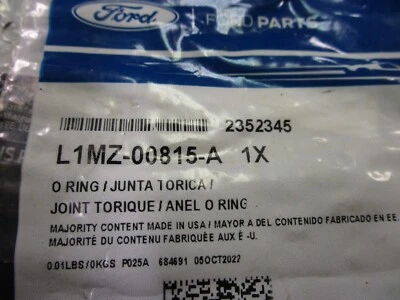 Ford
FORD PARTS
2352345
L1MZ-00815-A 1X
O RING / JUNTA TORICA /
JOINT TORIQUE / ANEL O RING
MAJORITY CONTENT MADE IN USA / MAYOR A DEL CONTENIDO FABRICADO EN EE
MAJORITÉ DU CONTENU FABRIQUÉE AUX É -U.
0.01LBS/0KGS P025A 684691 05OCT2022